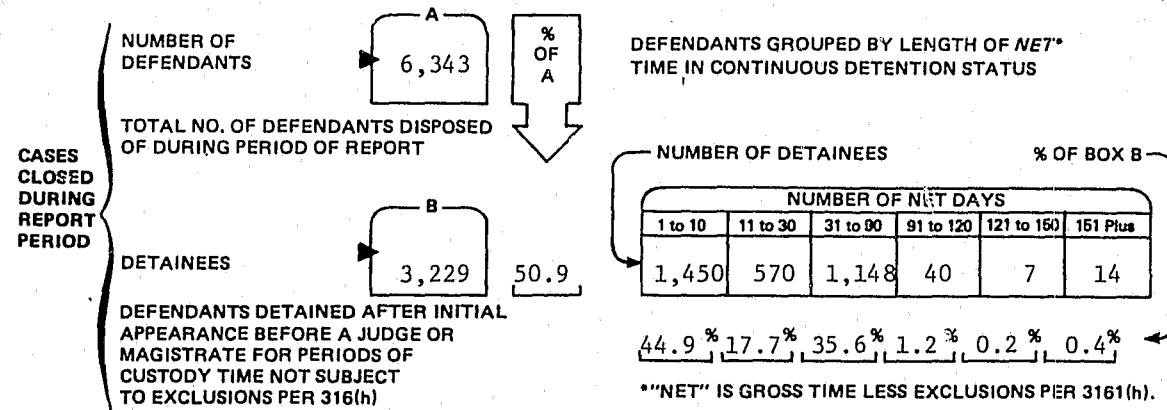 CASES
CLOSED
DURING
REPORT
PERIOD
NUMBER OF
DEFENDANTS
A
6,343
%
OF
A
TOTAL NO. OF DEFENDANTS DISPOSED
OF DURING PERIOD OF REPORT
DETAINEES
B
3,229
50.9
DEFENDANTS DETAINED AFTER INITIAL
APPEARANCE BEFORE A JUDGE OR
MAGISTRATE FOR PERIODS OF
CUSTODY TIME NOT SUBJECT
TO EXCLUSIONS PER 316(h)
DEFENDANTS GROUPED BY LENGTH OF NET*
TIME IN CONTINUOUS DETENTION STATUS
NUMBER OF DETAINEES % OF BOX B
NUMBER OF NET DAYS
1 to 10 11 to 30 31 to 90 91 to 120 121 to 150 151 Plus
1,450 570 1,148 40 7 14
44.9% 17.7% 35.6% 1.2% 0.2% 0.4%
*"NET" IS GROSS TIME LESS EXCLUSIONS PER 3161(h).